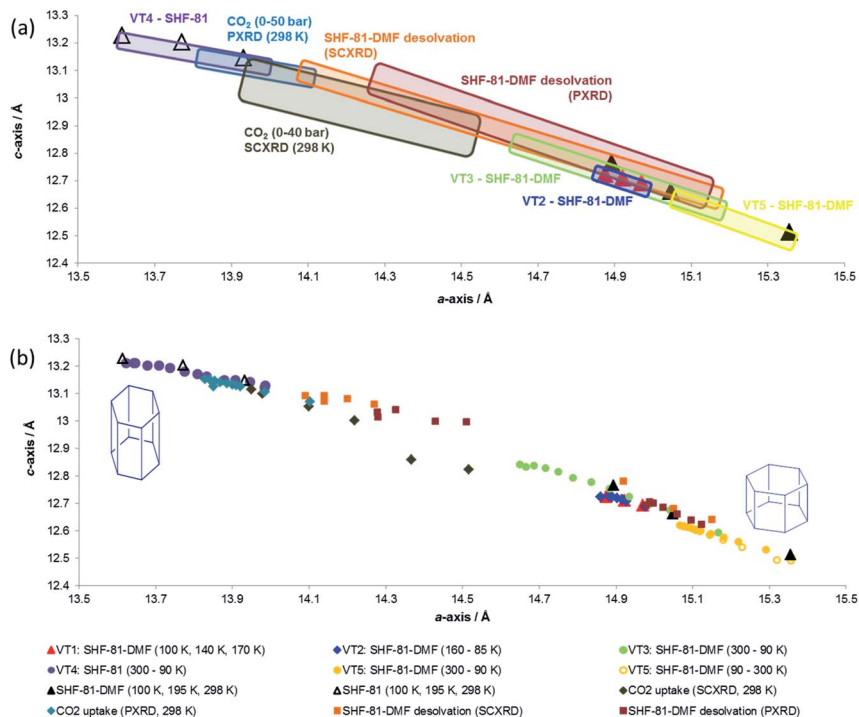 (a)
VT4 - SHF-81
CO₂ (0-50 bar)
PXRD (298 K)
SHF-81-DMF desolvation
(SCXRD)
SHF-81-DMF desolvation
(PXRD)
CO₂ (0-40 bar)
SCXRD (298 K)
VT3 - SHF-81-DMF
VT2 - SHF-81-DMF
VT5 - SHF-81-DMF
c-axis / Å
13.3
13.2
13.1
13
12.9
12.8
12.7
12.6
12.5
12.4
13.5 13.7 13.9 14.1 14.3 14.5 14.7 14.9 15.1 15.3 15.5
a-axis / Å
(b)
c-axis / Å
13.3
13.2
13.1
13
12.9
12.8
12.7
12.6
12.5
12.4
13.5 13.7 13.9 14.1 14.3 14.5 14.7 14.9 15.1 15.3 15.5
a-axis / Å
VT1: SHF-81-DMF (100 K, 140 K, 170 K) VT2: SHF-81-DMF (160 - 85 K) VT3: SHF-81-DMF (300 - 90 K)
VT4: SHF-81 (300 - 90 K) VT5: SHF-81-DMF (300 - 90 K) VT5: SHF-81-DMF (90 - 300 K)
SHF-81-DMF (100 K, 195 K, 298 K) SHF-81 (100 K, 195 K, 298 K) CO2 uptake (SCXRD, 298 K)
CO2 uptake (PXRD, 298 K) SHF-81-DMF desolvation (SCXRD) SHF-81-DMF desolvation (PXRD)